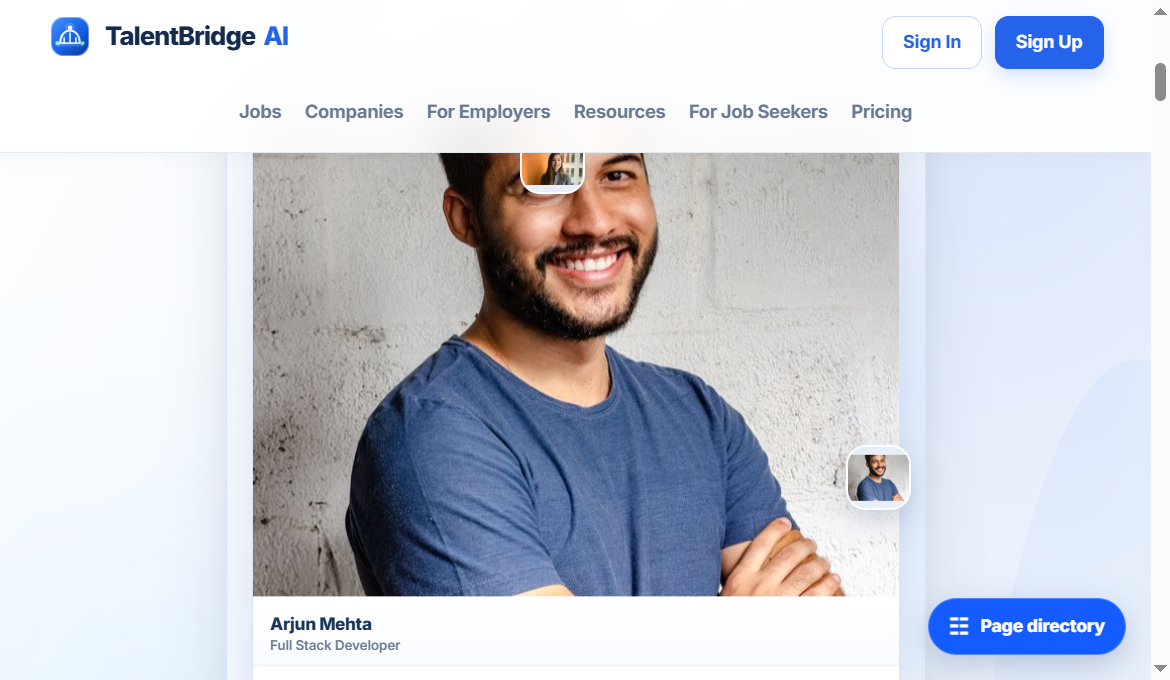 TalentBridge AI
Sign In
Sign Up
Jobs
Companies
For Employers
Resources
For Job Seekers
Pricing
Arjun Mehta
Full Stack Developer
Page directory